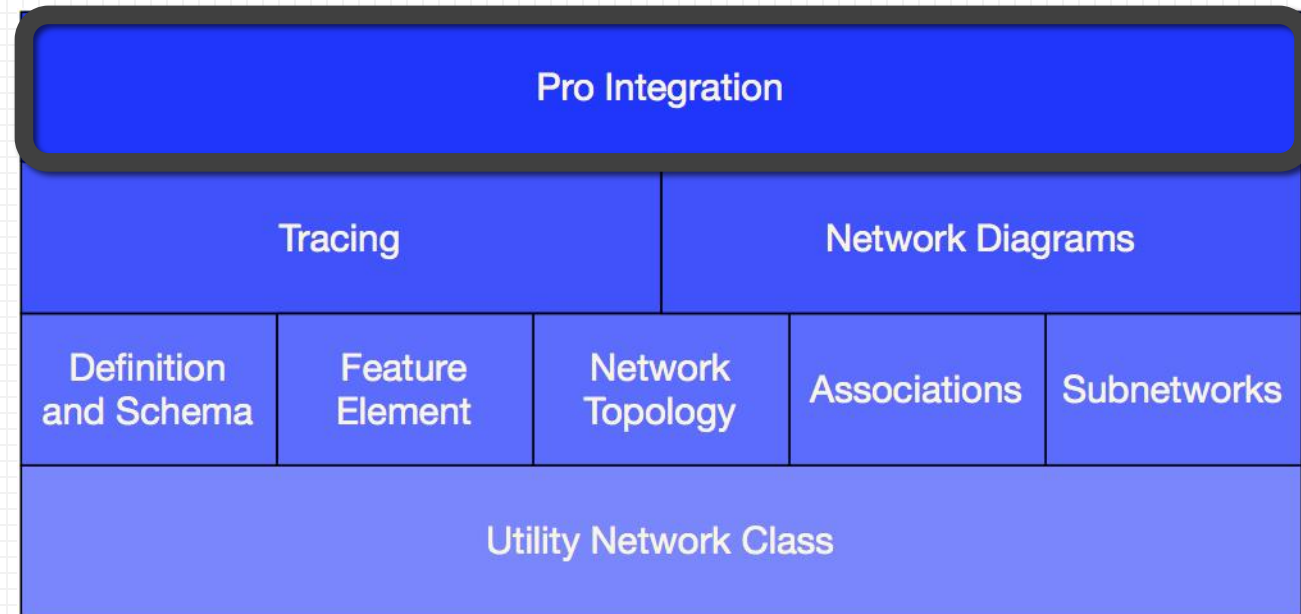 Pro Integration
Tracing
Network Diagrams
Definition
and Schema
Feature
Element
Network
Topology
Associations
Subnetworks
Utility Network Class